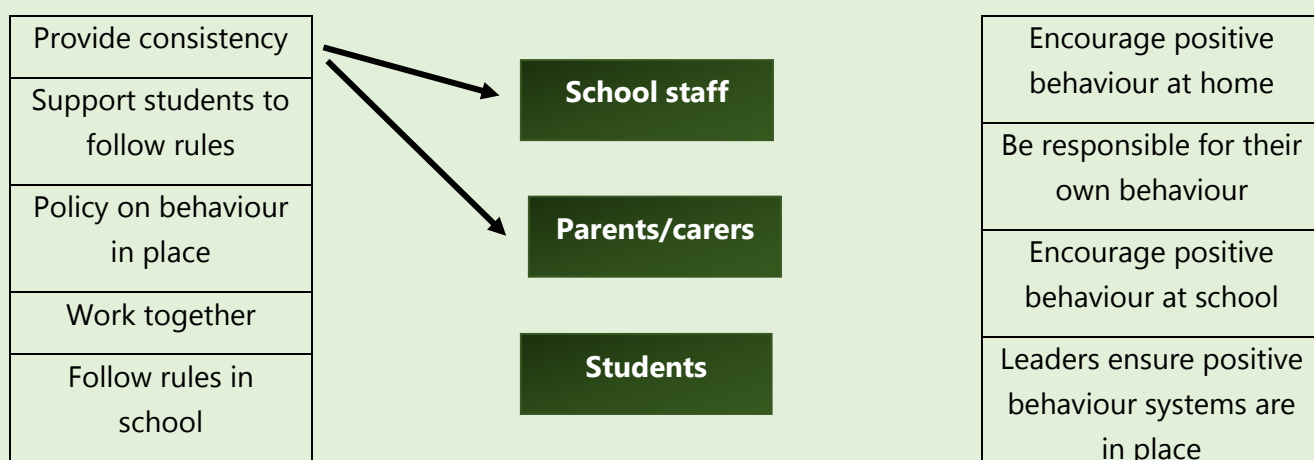 Provide consistency
Support students to
follow rules
Policy on behaviour
in place
Work together
Follow rules in
school
School staff
Parents/carers
Students
Encourage positive
behaviour at home
Be responsible for their
own behaviour
Encourage positive
behaviour at school
Leaders ensure positive
behaviour systems are
in place